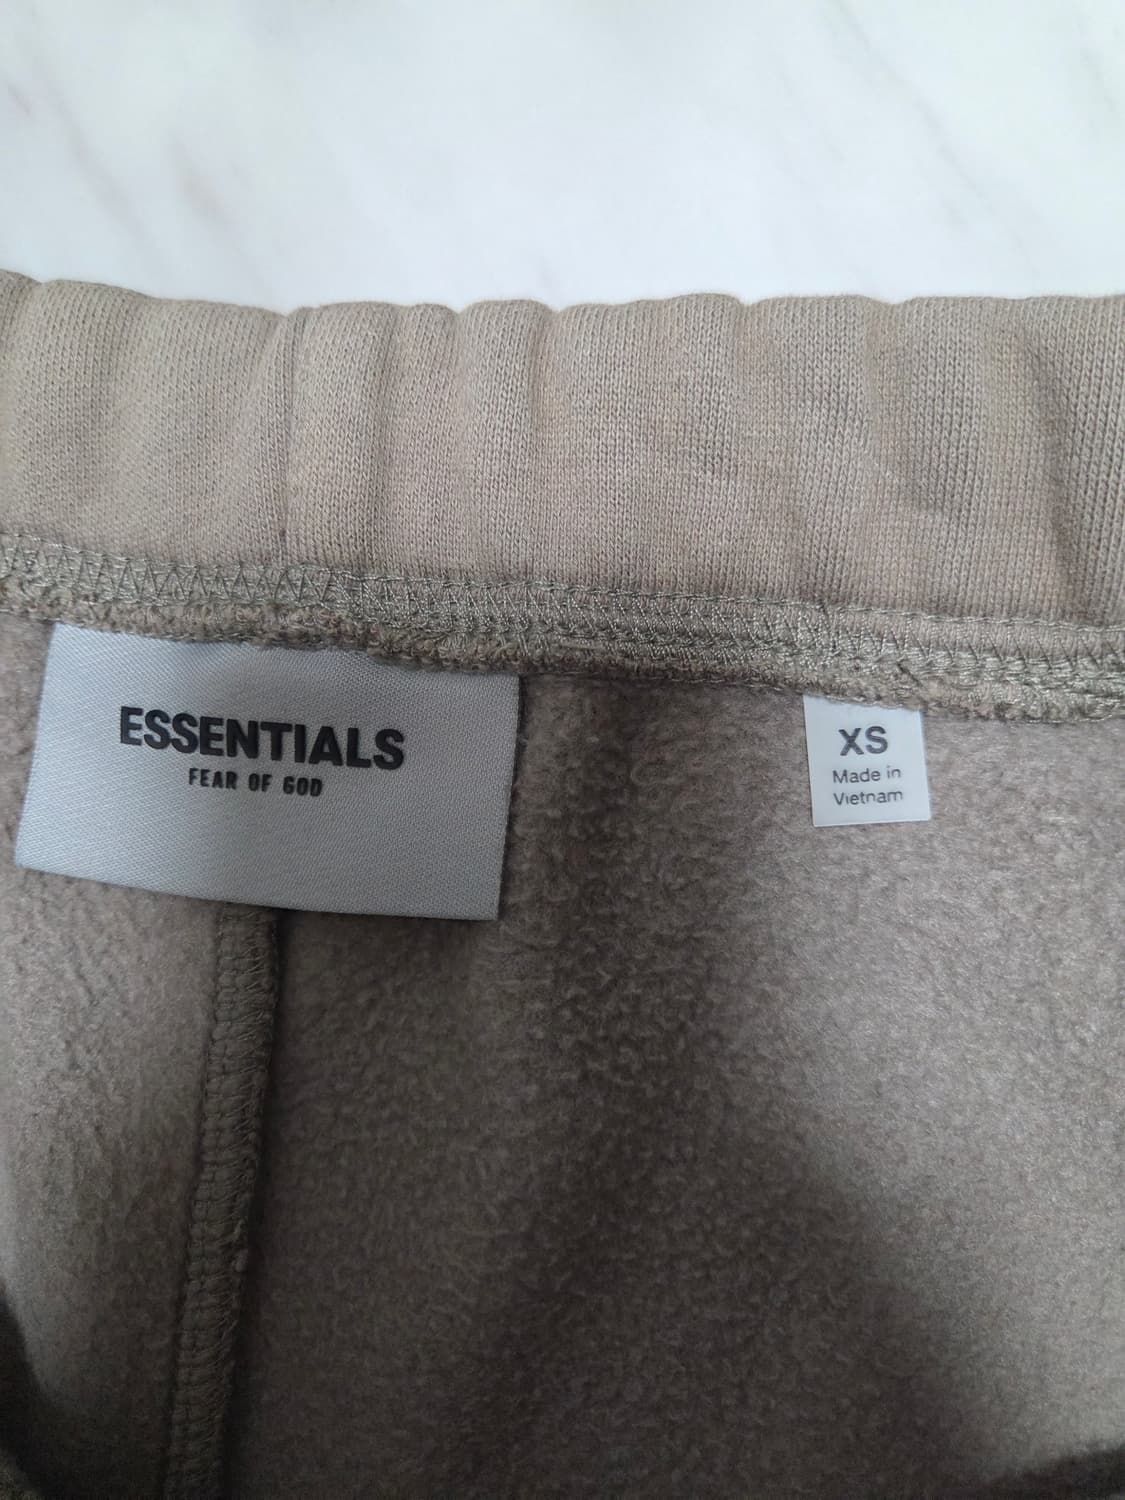 ESSENTIALS
FEAR OF GOD
XS
Made in
Vietnam